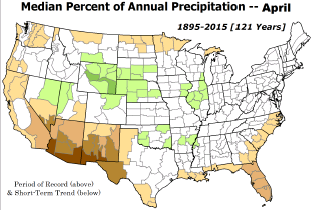 Median Percent of Annual Precipitation -- April
1895-2015 [121 Years]
Period of Record (above)
& Short-Term Trend (below)